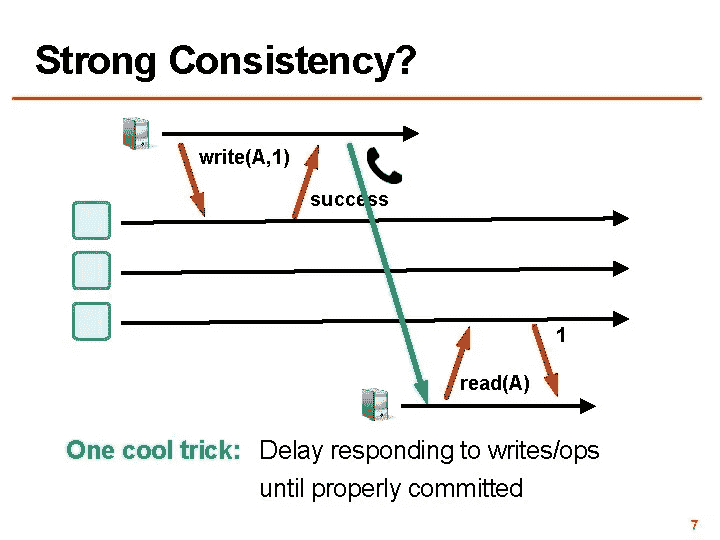 Strong Consistency?
write(A,1)
success
1
read(A)
One cool trick: Delay responding to writes/ops
until properly committed
7